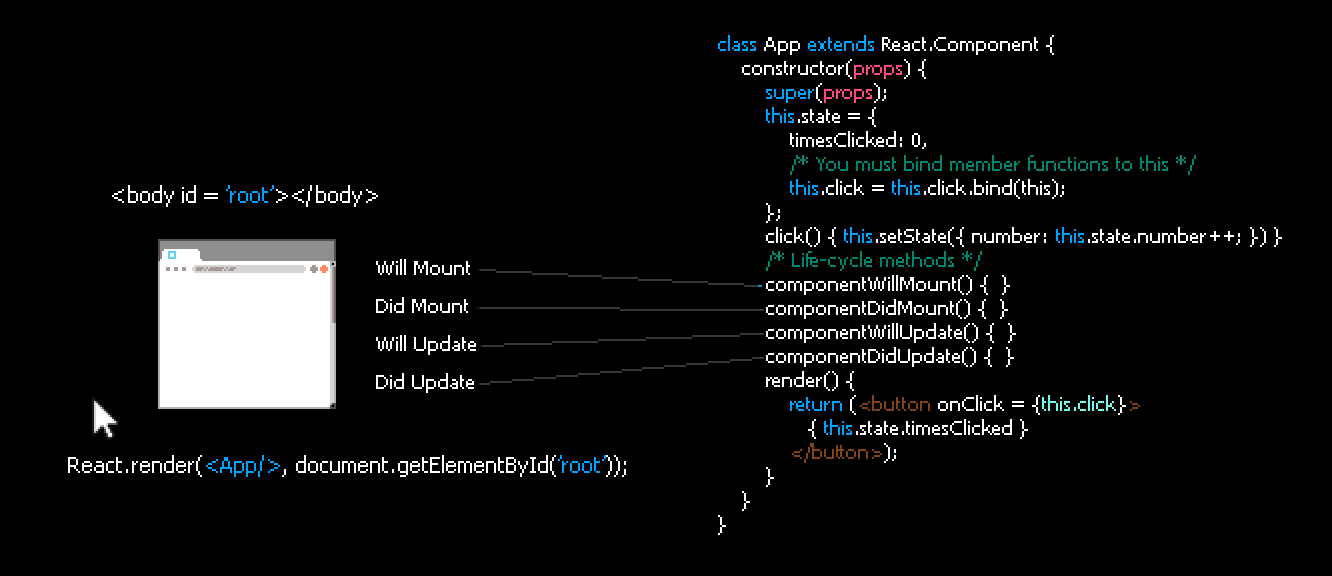 <body id = 'root'></body>
Will Mount
Did Mount
Will Update
Did Update
React.render(<App/>, document.getElementById('root'));
class App extends React.Component {
constructor(props) {
super(props);
this.state = {
timesClicked: 0,
/* You must bind member functions to this */
this.click = this.click.bind(this);
};
click() { this.setState({ number: this.state.number++; }) }
/* Life-cycle methods */
componentWillMount() { }
componentDidMount() { }
componentWillUpdate() { }
componentDidUpdate() { }
render() {
return (<button onClick = {this.click}>
{ this.state.timesClicked }
</button>);
}
}
}